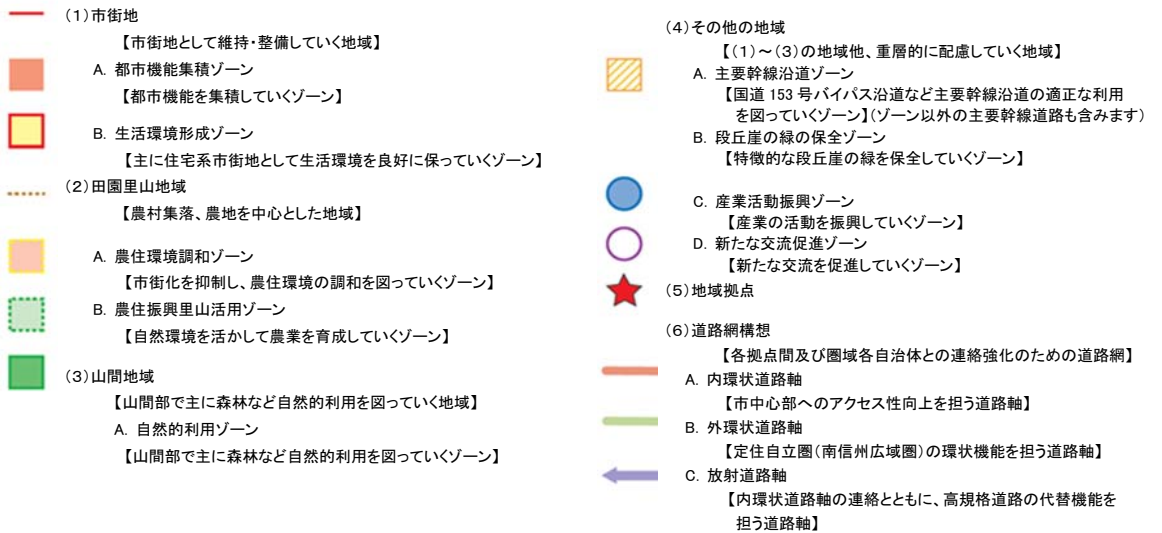 (1)市街地
【市街地として維持・整備していく地域】
A. 都市機能集積ゾーン
【都市機能を集積していくゾーン】
B. 生活環境形成ゾーン
【主に住宅系市街地として生活環境を良好に保っていくゾーン】
(2)田園里山地域
【農村集落、農地を中心とした地域】
A. 農住環境調和ゾーン
【市街化を抑制し、農住環境の調和を図っていくゾーン】
B. 農住振興里山活用ゾーン
【自然環境を活かして農業を育成していくゾーン】
(3)山間地域
【山間部で主に森林など自然的利用を図っていく地域】
A. 自然的利用ゾーン
【山間部で主に森林など自然的利用を図っていくゾーン】
(4)その他の地域
【(1)～(3)の地域他、重層的に配慮していく地域】
A. 主要幹線沿道ゾーン
【国道 153 号バイパス沿道など主要幹線沿道の適正な利用
を図っていくゾーン】(ゾーン以外の主要幹線道路も含みます)
B. 段丘崖の緑の保全ゾーン
【特徴的な段丘崖の緑を保全していくゾーン】
C. 産業活動振興ゾーン
【産業の活動を振興していくゾーン】
D. 新たな交流促進ゾーン
【新たな交流を促進していくゾーン】
(5)地域拠点
(6)道路網構想
【各拠点間及び圏域各自治体との連絡強化のための道路網】
A. 内環状道路軸
【市中心部へのアクセス性向上を担う道路軸】
B. 外環状道路軸
【定住自立圏(南信州広域圏)の環状機能を担う道路軸】
C. 放射道路軸
【内環状道路軸の連絡とともに、高規格道路の代替機能を
担う道路軸】